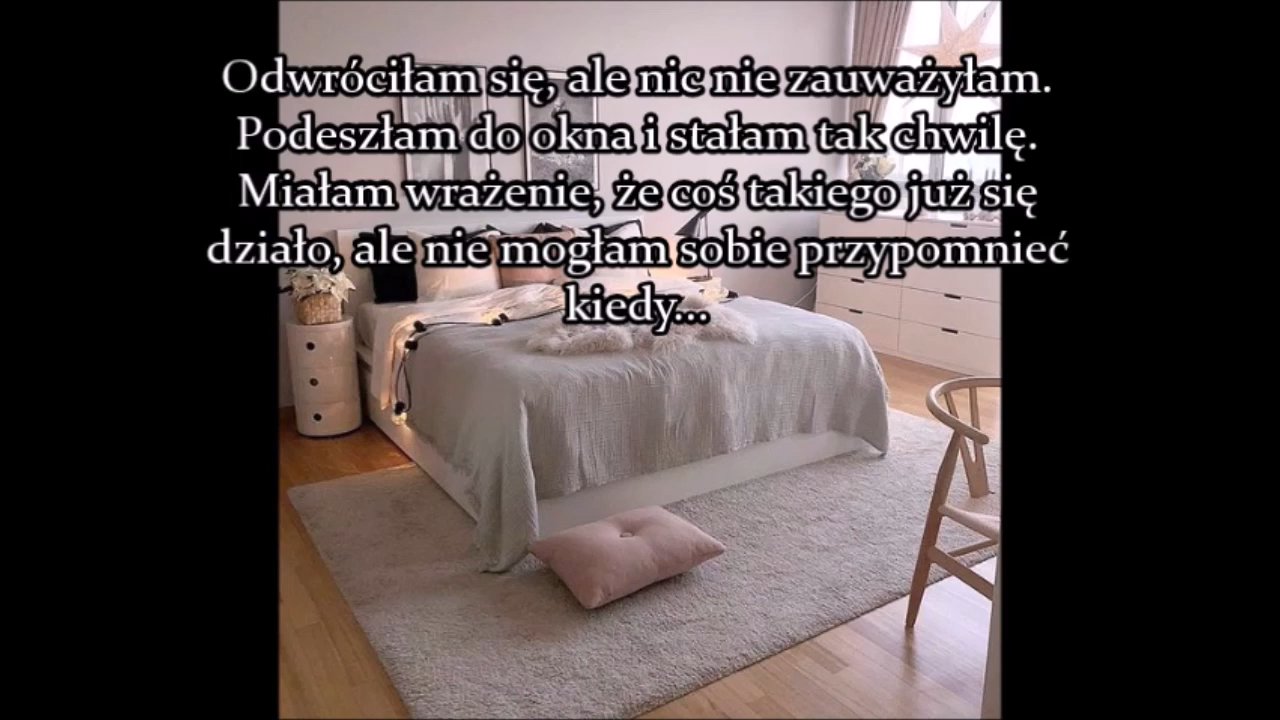 Odwróciłam się, ale nic nie zauważyłam.
Podeszłam do okna i stałam tak chwilę.
Miałam wrażenie, że coś takiego już się
działo, ale nie mogłam sobie przypomnieć
kiedy...